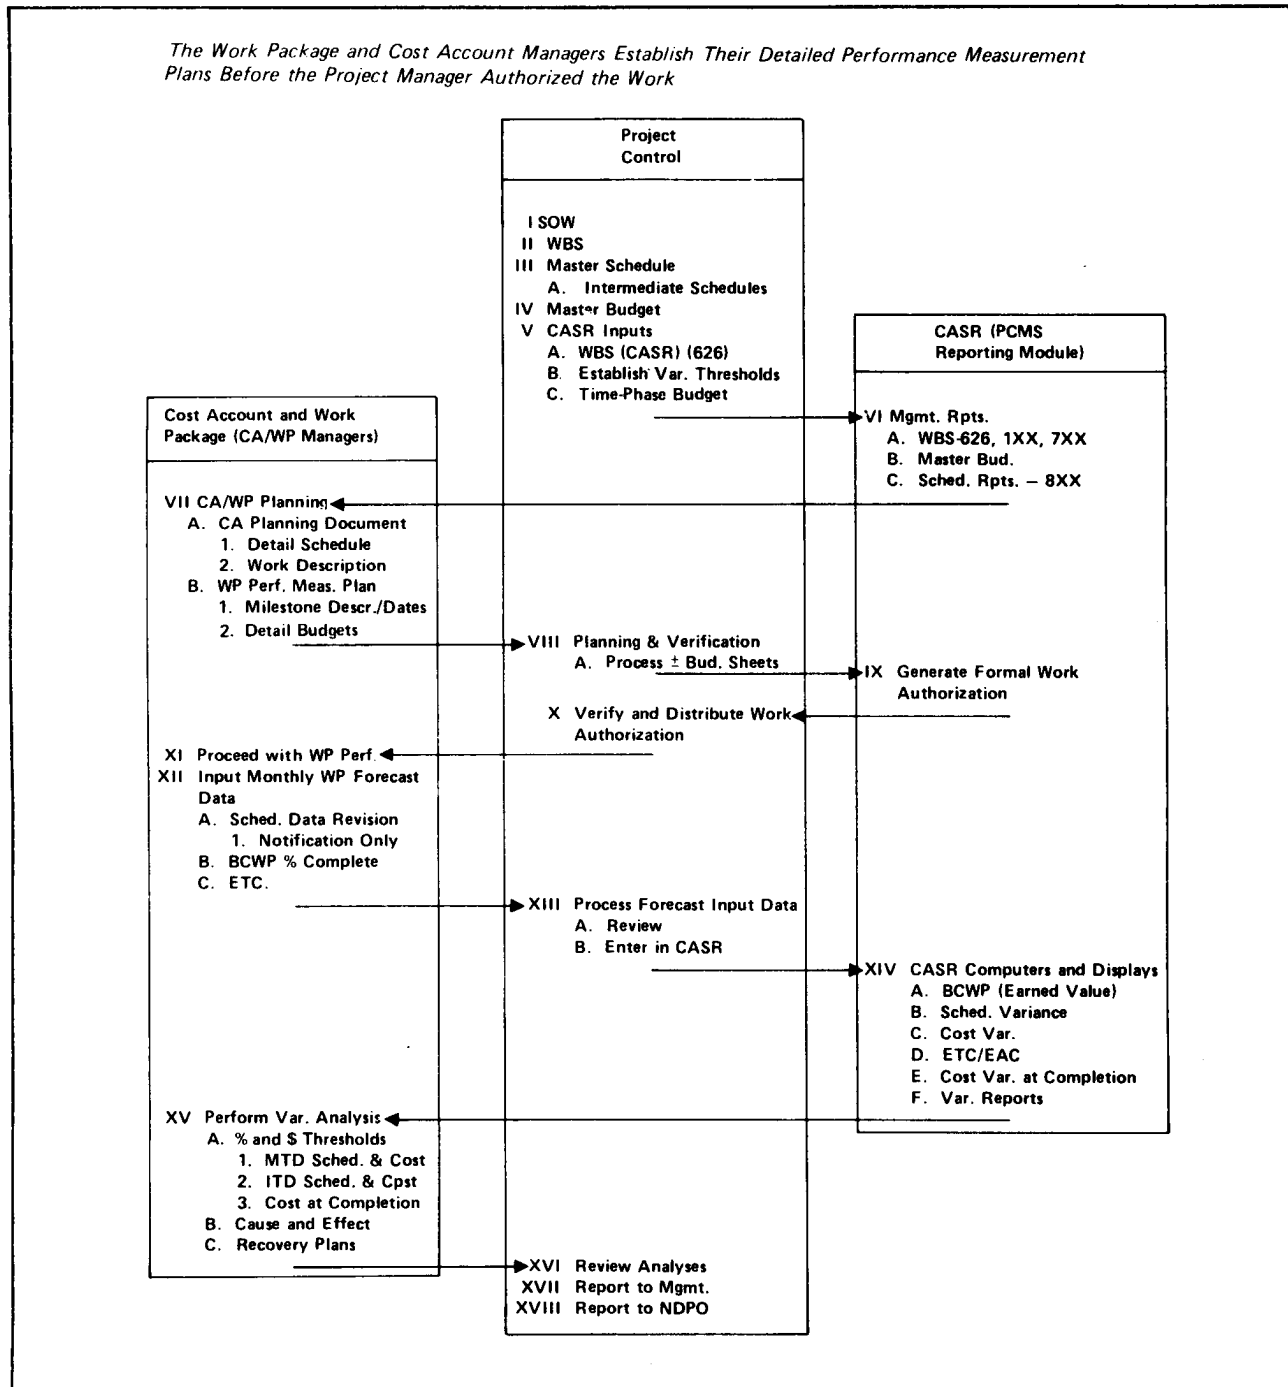 The Work Package and Cost Account Managers Establish Their Detailed Performance Measurement
Plans Before the Project Manager Authorized the Work
Project
Control
I SOW
II WBS
III Master Schedule
A. Intermediate Schedules
IV Master Budget
V CASR Inputs
A. WBS (CASR) (626)
B. Establish Var. Thresholds
C. Time-Phase Budget
CASR (PCMS
Reporting Module)
VI Mgmt. Rpts.
A. WBS-626, 1XX, 7XX
B. Master Bud.
C. Sched. Rpts. – 8XX
Cost Account and Work
Package (CA/WP Managers)
VII CA/WP Planning
A. CA Planning Document
1. Detail Schedule
2. Work Description
B. WP Perf. Meas. Plan
1. Milestone Descr./Dates
2. Detail Budgets
VIII Planning & Verification
A. Process ± Bud. Sheets
IX Generate Formal Work
Authorization
X Verify and Distribute Work
Authorization
XI Proceed with WP Perf.
XII Input Monthly WP Forecast
Data
A. Sched. Data Revision
1. Notification Only
B. BCWP % Complete
C. ETC.
XIII Process Forecast Input Data
A. Review
B. Enter in CASR
XIV CASR Computers and Displays
A. BCWP (Earned Value)
B. Sched. Variance
C. Cost Var.
D. ETC/EAC
E. Cost Var. at Completion
F. Var. Reports
XV Perform Var. Analysis
A. % and $ Thresholds
1. MTD Sched. & Cost
2. ITD Sched. & Cpst
3. Cost at Completion
B. Cause and Effect
C. Recovery Plans
XVI Review Analyses
XVII Report to Mgmt.
XVIII Report to NDPO